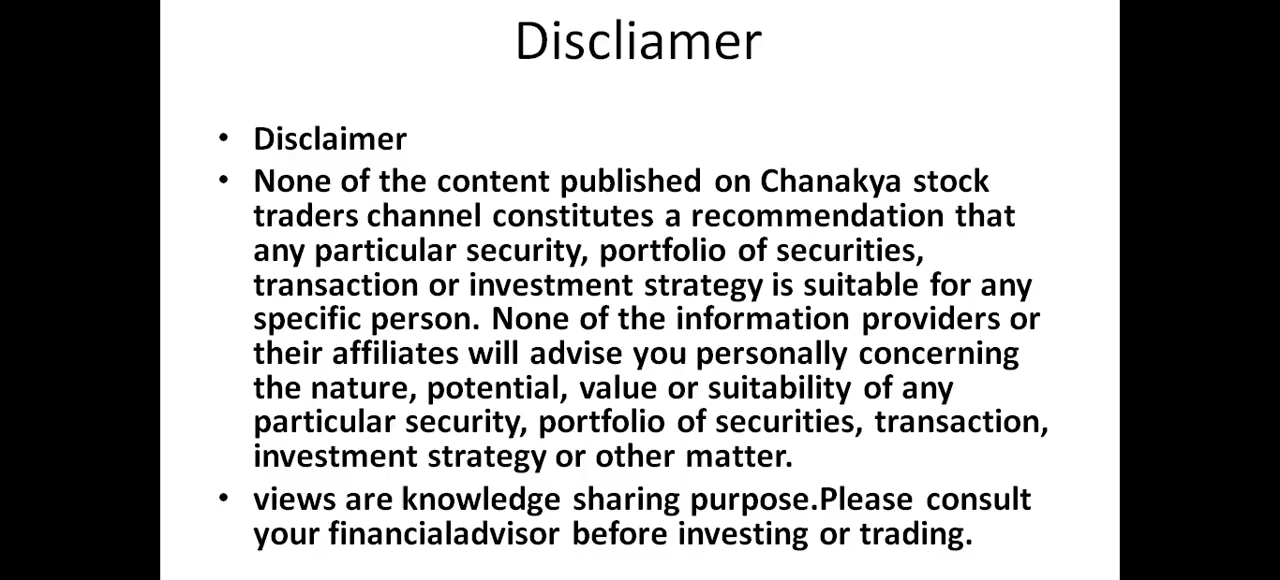 Discliamer
• Disclaimer
• None of the content published on Chanakya stock
traders channel constitutes a recommendation that
any particular security, portfolio of securities,
transaction or investment strategy is suitable for any
specific person. None of the information providers or
their affiliates will advise you personally concerning
the nature, potential, value or suitability of any
particular security, portfolio of securities, transaction,
investment strategy or other matter.
• views are knowledge sharing purpose.Please consult
your financialadvisor before investing or trading.